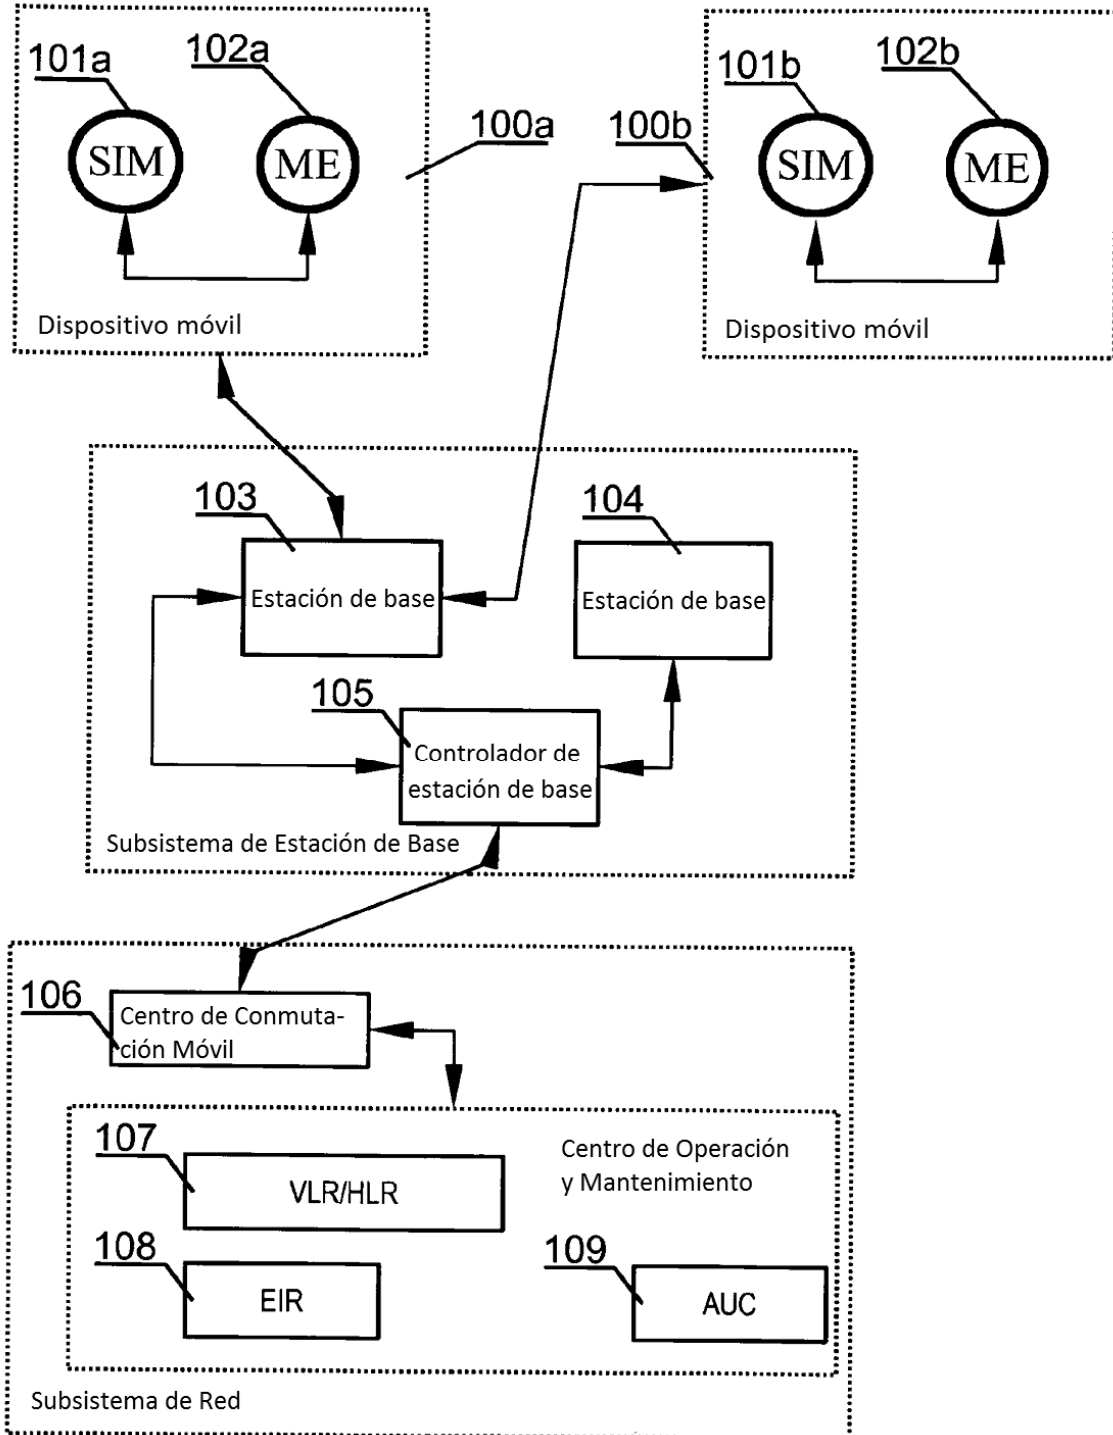 101a
102a
100a
100b
101b
102b
SIM
ME
SIM
ME
Dispositivo móvil
Dispositivo móvil
103
104
Estación de base
Estación de base
105
Controlador de
estación de base
Subsistema de Estación de Base
106
Centro de Conmuta-
ción Móvil
107
Centro de Operación
y Mantenimiento
VLR/HLR
108
109
EIR
AUC
Subsistema de Red